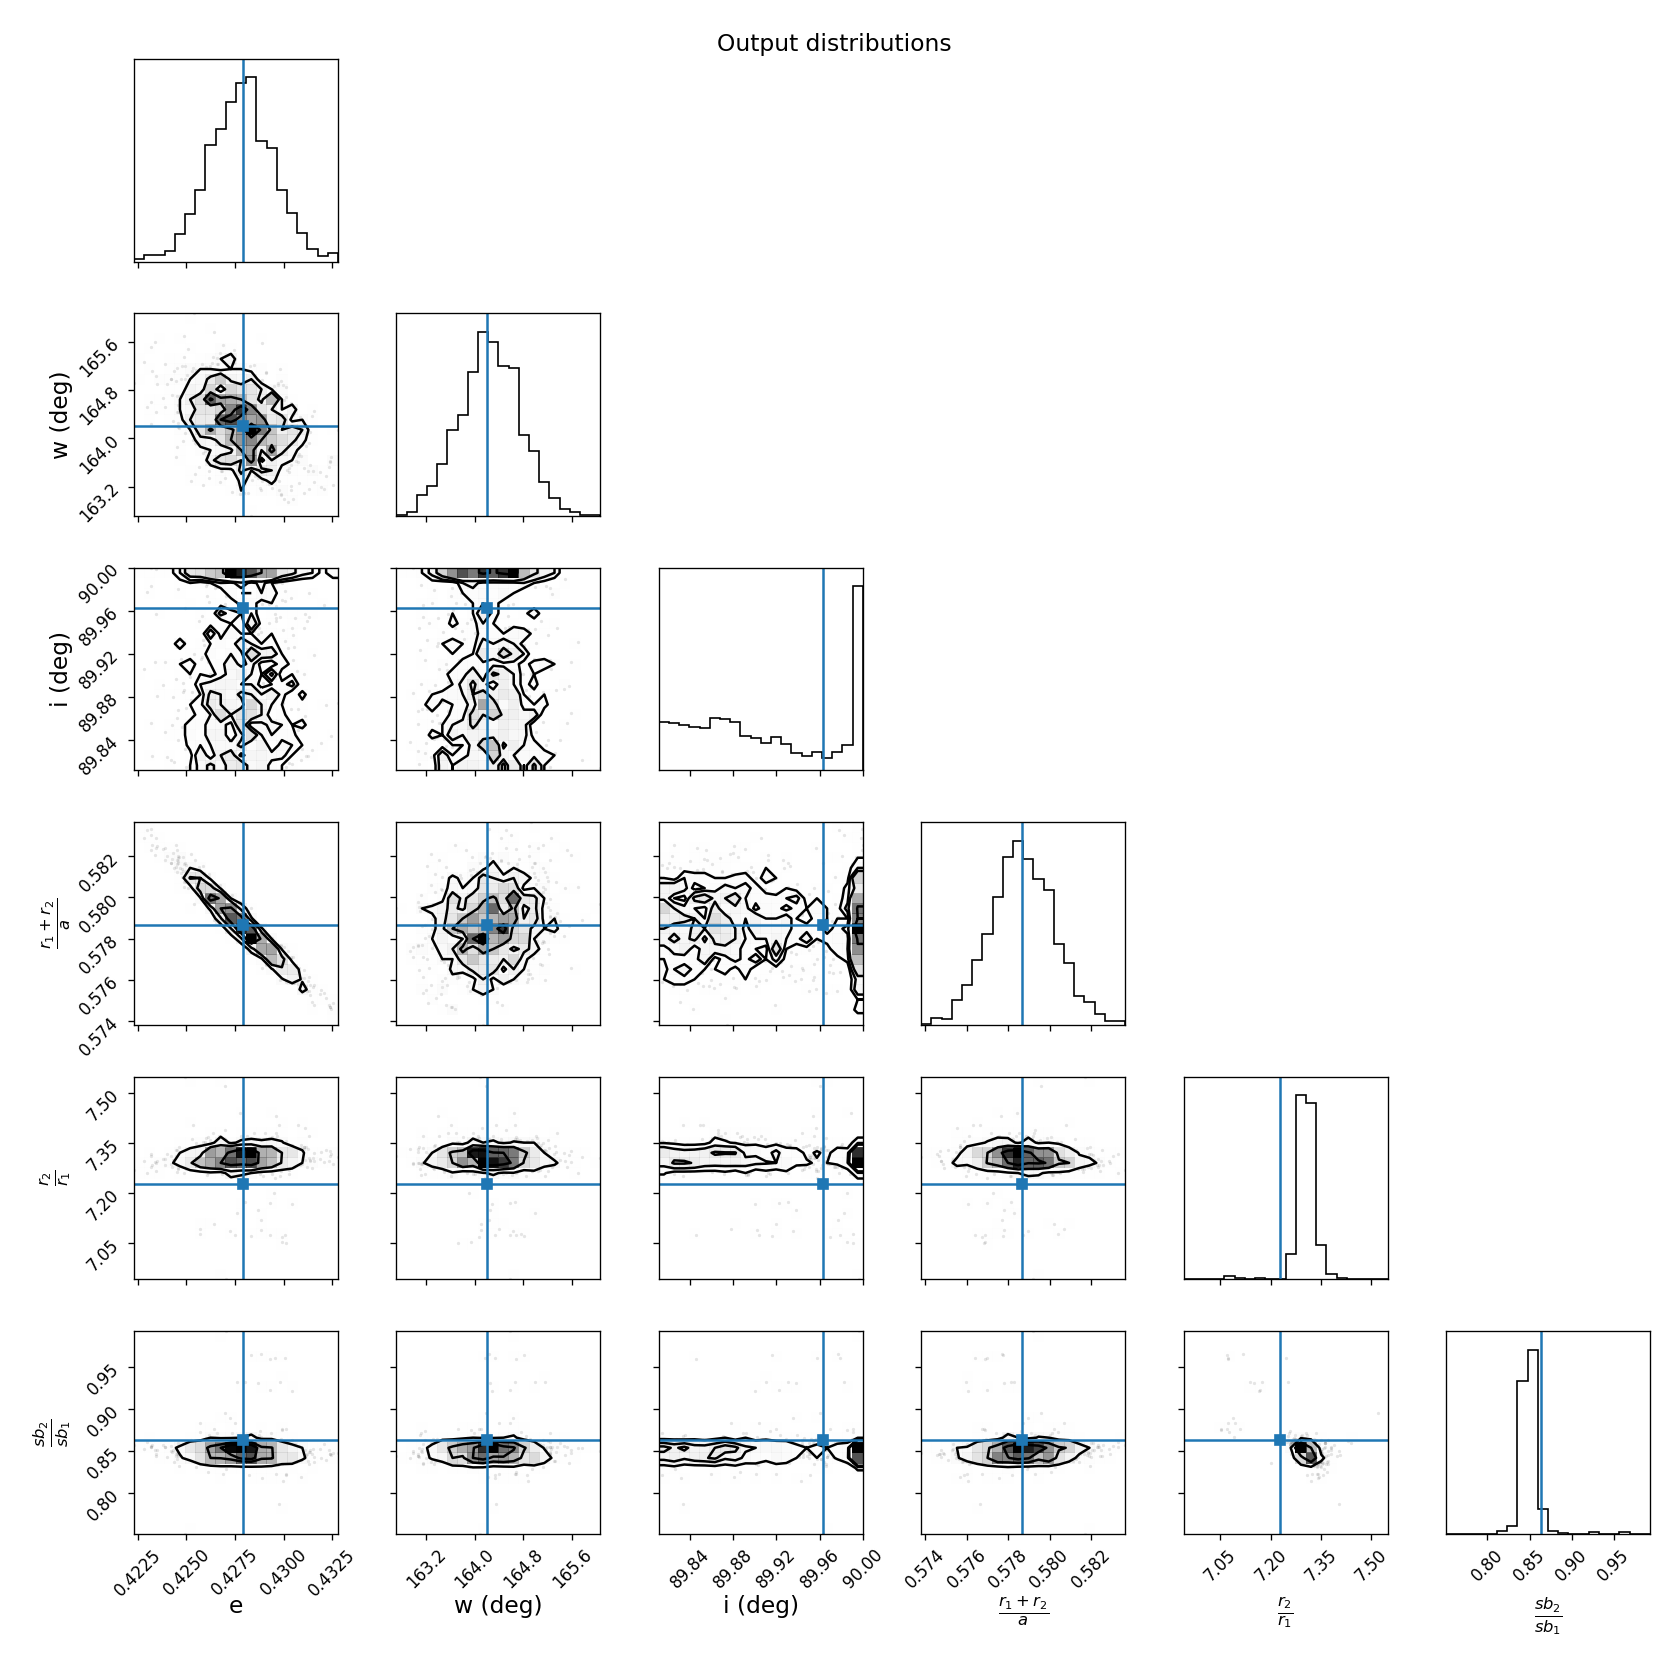 Output distributions
w (deg)
165.6
164.8
164.0
163.2
i (deg)
90.00
89.96
89.92
89.88
89.84
r₁ + r₂
a
0.582
0.580
0.578
0.576
0.574
r₂
r₁
7.50
7.35
7.20
7.05
sb₂
sb₁
0.95
0.90
0.85
0.80
0.4225 0.4250 0.4275 0.4300 0.4325 163.2 164.0 164.8 165.6 89.84 89.88 89.92 89.96 90.00 0.574 0.576 0.578 0.580 0.582 7.05 7.20 7.35 7.50 0.80 0.85 0.90 0.95
e w (deg) i (deg)
r₁ + r₂ r₂ sb₂
a r₁ sb₁